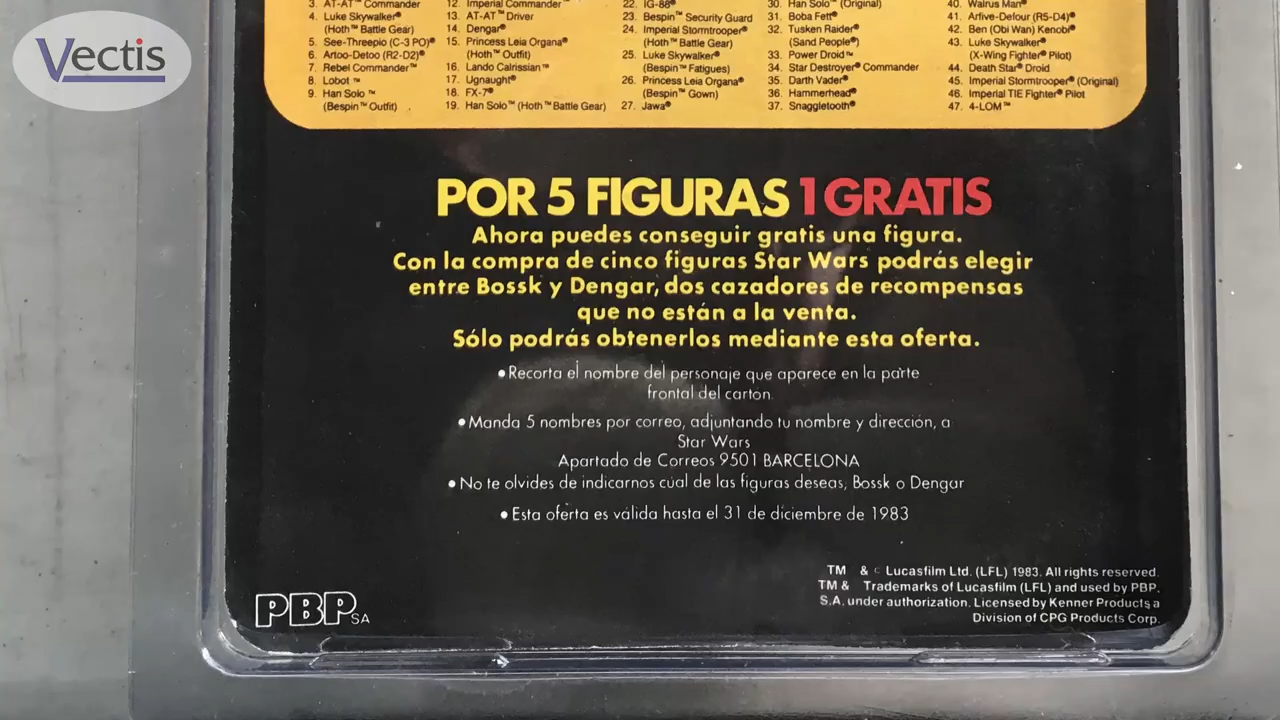 Vectis
3. AT-AT™ Commander
4. Luke Skywalker®
(Hoth™ Battle Gear)
5. See-Threepio (C-3 PO)®
6. Artoo-Detoo (R2-D2)®
7. Rebel Commander™
8. Lobot™
9. Han Solo™
(Bespin™ Outfit)
12. Imperial Commander™
13. AT-AT® Driver
14. Dengar®
15. Princess Leia Organa®
(Hoth™ Outfit)
16. Lando Calrissian™
17. Ugnaught®
18. FX-7®
19. Han Solo™ (Hoth™ Battle Gear)
22. IG-88®
23. Bespin™ Security Guard
24. Imperial Stormtrooper®
(Hoth™ Battle Gear)
25. Luke Skywalker®
(Bespin™ Fatigues)
26. Princess Leia Organa®
(Bespin™ Gown)
27. Jawa®
30. Han Solo™ (Original)
31. Boba Fett®
32. Tusken Raider®
(Sand People®)
33. Power Droid™
34. Star Destroyer® Commander
35. Darth Vader®
36. Hammerhead®
37. Snaggletooth®
40. Walrus Man®
41. Arfive-Defour (R5-D4)®
42. Ben (Obi Wan) Kenobi®
43. Luke Skywalker®
(X-Wing Fighter® Pilot)
44. Death Star® Droid
45. Imperial Stormtrooper® (Original)
46. Imperial TIE Fighter® Pilot
47. 4-LOM™
POR 5 FIGURAS 1 GRATIS
Ahora puedes conseguir gratis una figura.
Con la compra de cinco figuras Star Wars podrás elegir
entre Bossk y Dengar, dos cazadores de recompensas
que no están a la venta.
Sólo podrás obtenerlos mediante esta oferta.
• Recorta el nombre del personaje que aparece en la parte
frontal del cartón.
• Manda 5 nombres por correo, adjuntando tu nombre y dirección, a
Star Wars
Apartado de Correos 9501 BARCELONA
• No te olvides de indicarnos cúal de las figuras deseas, Bossk o Dengar
• Esta oferta es válida hasta el 31 de diciembre de 1983
TM & © Lucasfilm Ltd. (LFL) 1983. All rights reserved.
TM & Trademarks of Lucasfilm (LFL) and used by PBP.
S.A. under authorization. Licensed by Kenner Products a
Division of CPG Products Corp.
PBP SA